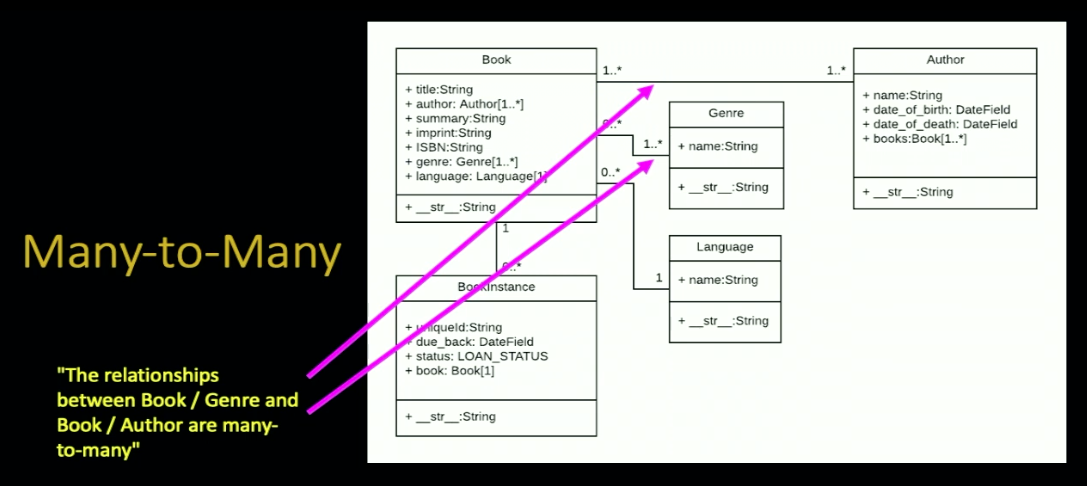 Many-to-Many
"The relationships
between Book / Genre and
Book / Author are many-
to-many"
Book
+ title:String
+ author: Author[1..*]
+ summary:String
+ imprint:String
+ ISBN:String
+ genre: Genre[1..*]
+ language: Language[1]
+ __str__:String
1..*
1..*
0..*
1..*
0..*
1
1
0..*
Author
+ name:String
+ date_of_birth: DateField
+ date_of_death: DateField
+ books:Book[1..*]
+ __str__:String
Genre
+ name:String
+ __str__:String
Language
+ name:String
+ __str__:String
BookInstance
+ uniqueId:String
+ due_back: DateField
+ status: LOAN_STATUS
+ book: Book[1]
+ __str__:String